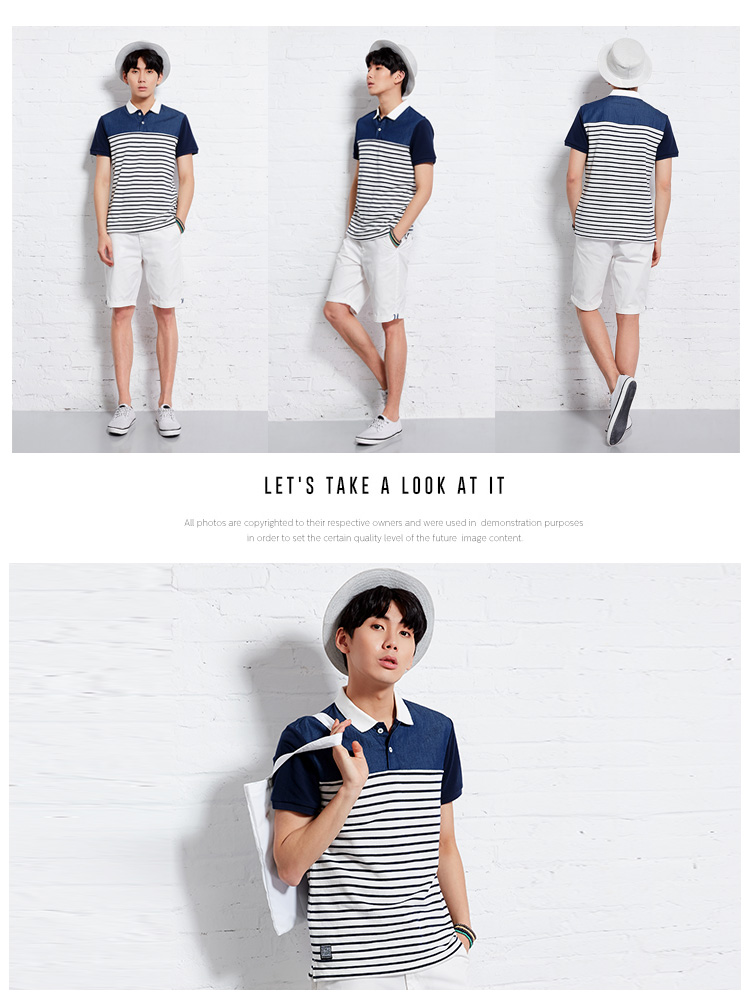 LET'S TAKE A LOOK AT IT
All photos are copyrighted to their respective owners and were used in demonstration purposes
in order to set the certain quality level of the future image content.